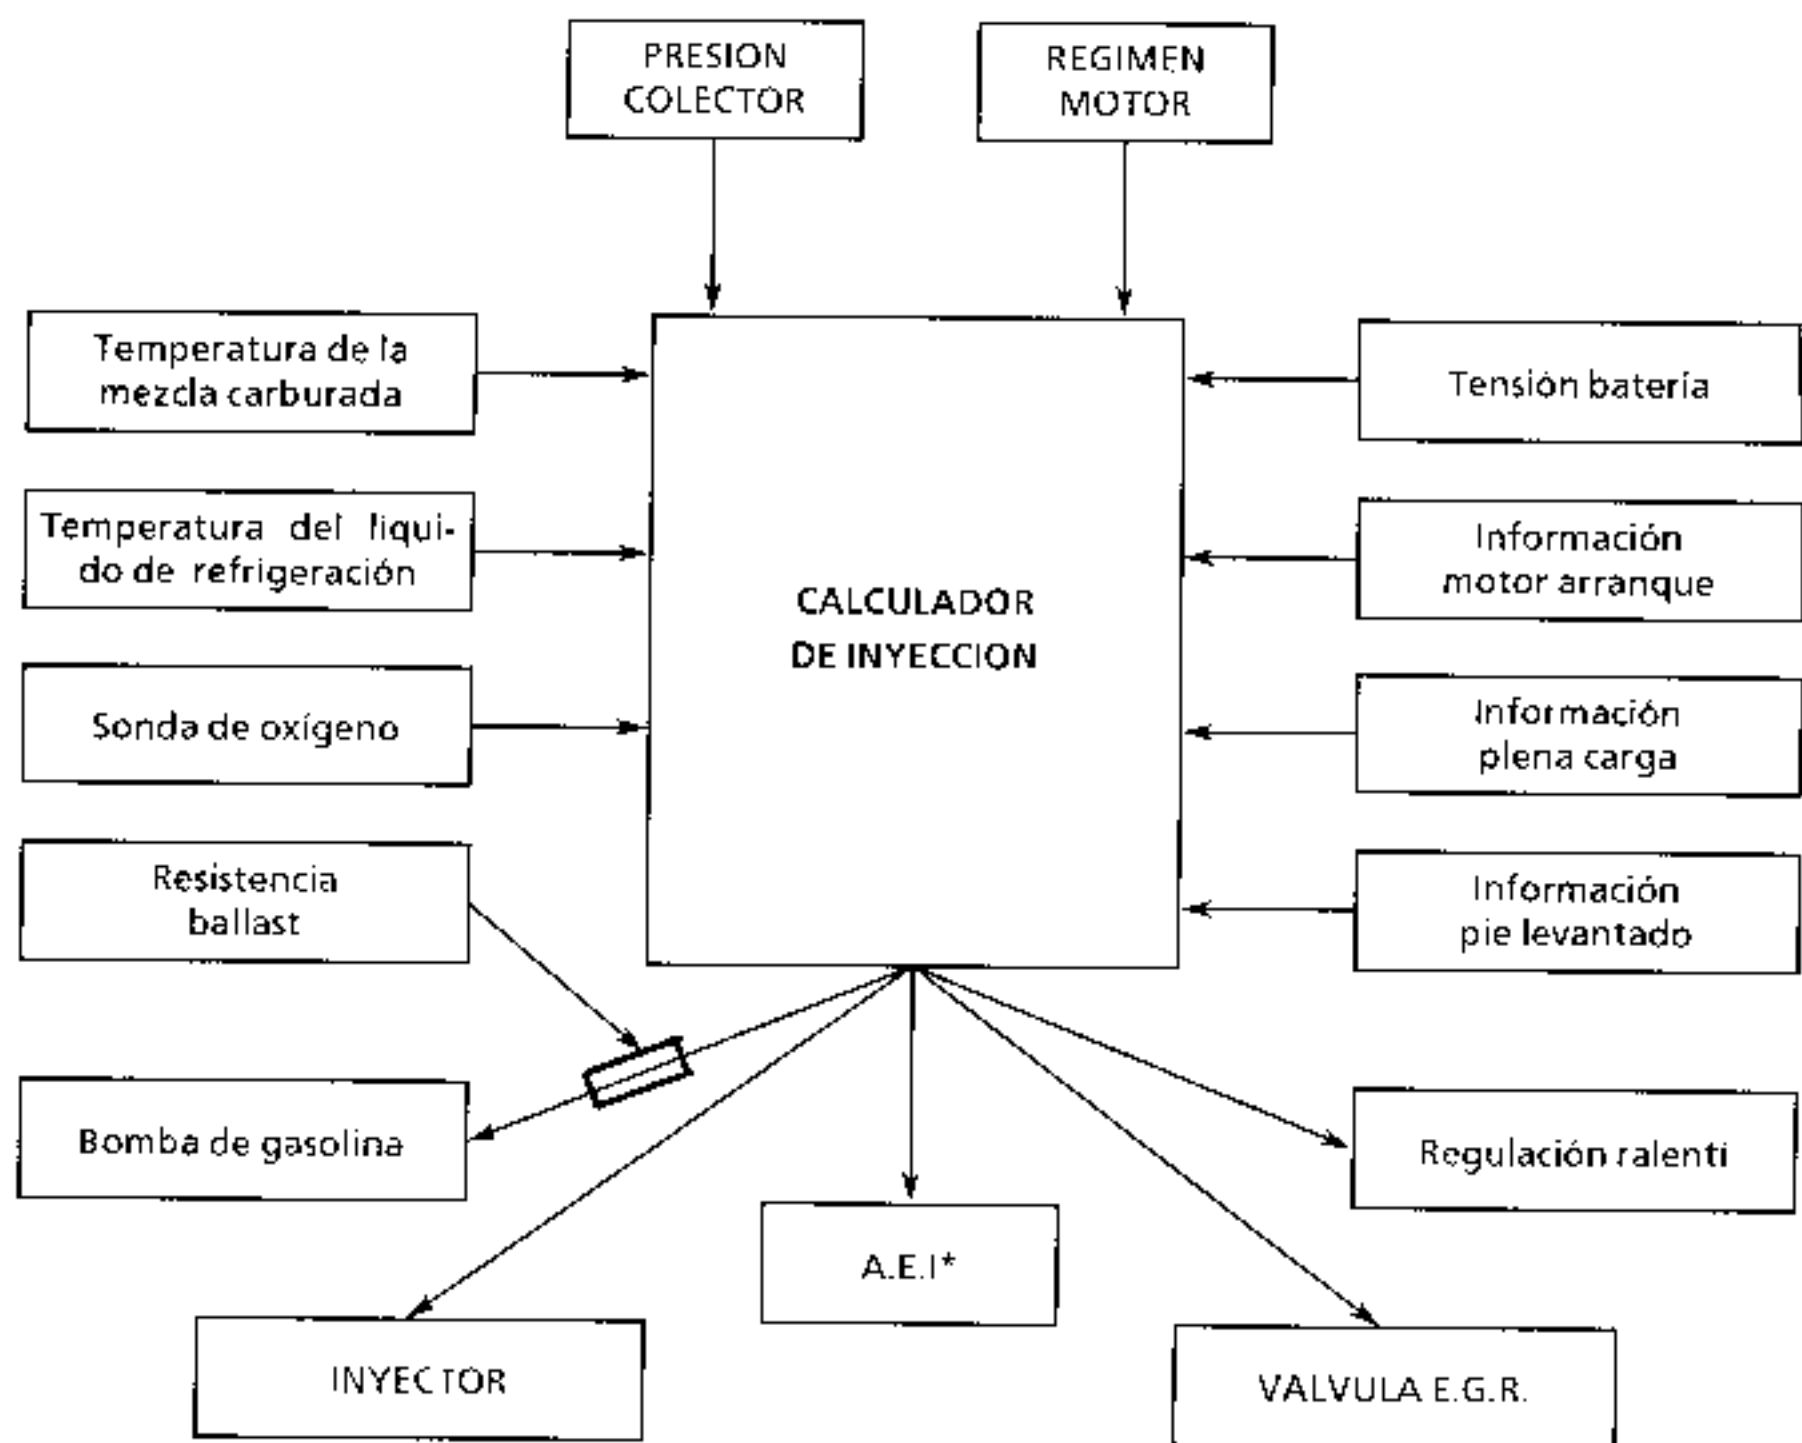 PRESION
COLECTOR
REGIMEN
MOTOR
Temperatura de la
mezcla carburada
Tensión batería
Temperatura del liqui-
do de refrigeración
Información
motor arranque
CALCULADOR
DE INYECCION
Sonda de oxígeno
Información
plena carga
Resistencia
ballast
Información
pie levantado
Bomba de gasolina
Regulación ralenti
A.E.I*
INYECTOR
VALVULA E.G.R.